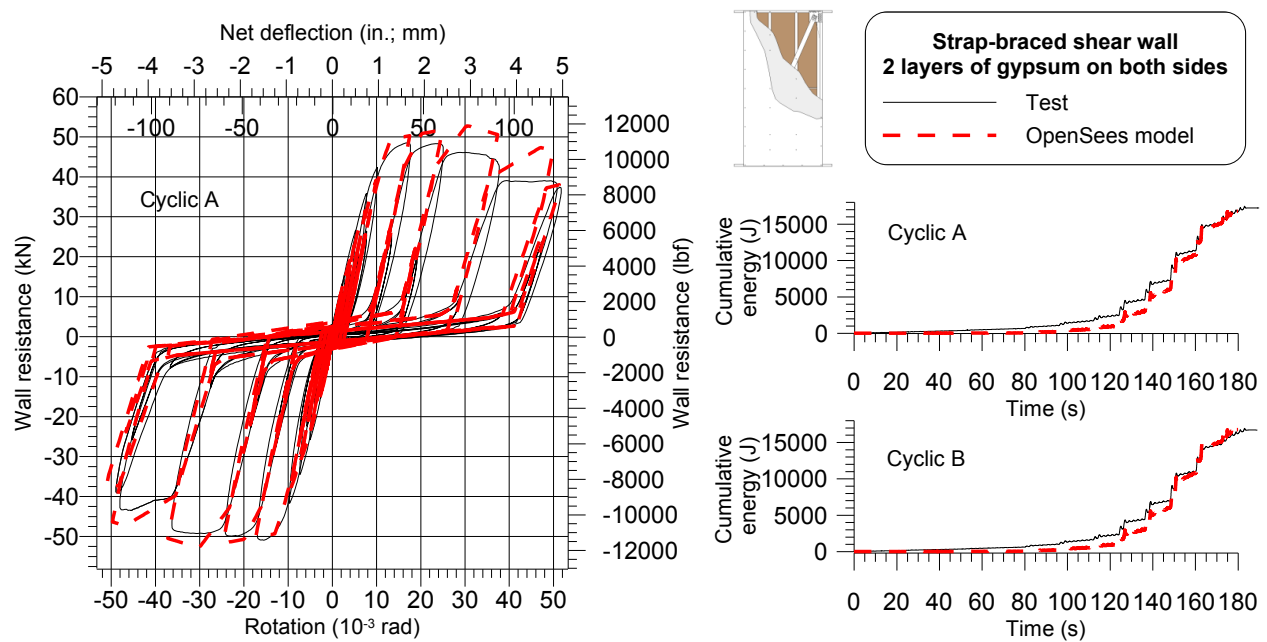 Net deflection (in.; mm)
-5 -4 -3 -2 -1 0 1 2 3 4 5
-100 -50 0 50 100
60
50
40
30
20
10
0
-10
-20
-30
-40
-50
Wall resistance (kN)
Cyclic A
12000
10000
8000
6000
4000
2000
0
-2000
-4000
-6000
-8000
-10000
-12000
Wall resistance (lbf)
-50 -40 -30 -20 -10 0 10 20 30 40 50
Rotation (10-3 rad)
Strap-braced shear wall
2 layers of gypsum on both sides
Test
OpenSees model
Cumulative
energy (J)
15000
10000
5000
0
Cyclic A
0 20 40 60 80 100 120 140 160 180
Time (s)
Cumulative
energy (J)
15000
10000
5000
0
Cyclic B
0 20 40 60 80 100 120 140 160 180
Time (s)